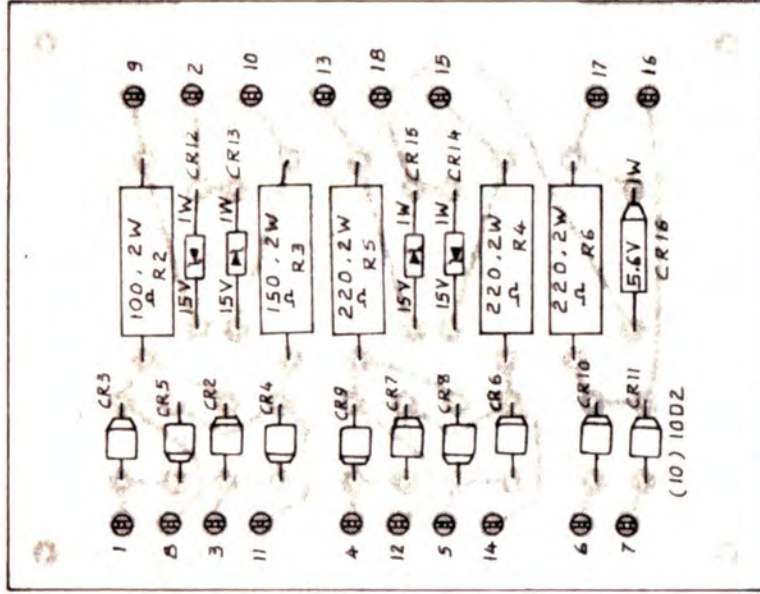 9
2
10
13
18
15
17
16
100, 2W
Ω R2
15V 1W CR12
15V 1W CR13
150, 2W
Ω R3
220, 2W
Ω R5
15V 1W CR15
15V 1W CR14
220, 2W
Ω R4
220, 2W
Ω R6
5.6V 1W
CR16
CR3
CR5
CR2
CR4
CR9
CR7
CR8
CR6
CR10
CR11
(10) 10D2
1
8
3
11
4
12
5
14
6
7